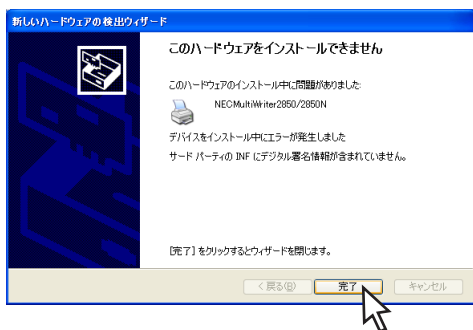 新しいハードウェアの検出ウィザード
このハードウェアをインストールできません
このハードウェアのインストール中に問題がありました:
NECMultiWriter2850/2850N
デバイスをインストール中にエラーが発生しました
サード パーティの INF にデジタル署名情報が含まれていません。
[完了] をクリックするとウィザードを閉じます。
< 戻る(B) 完了 キャンセル